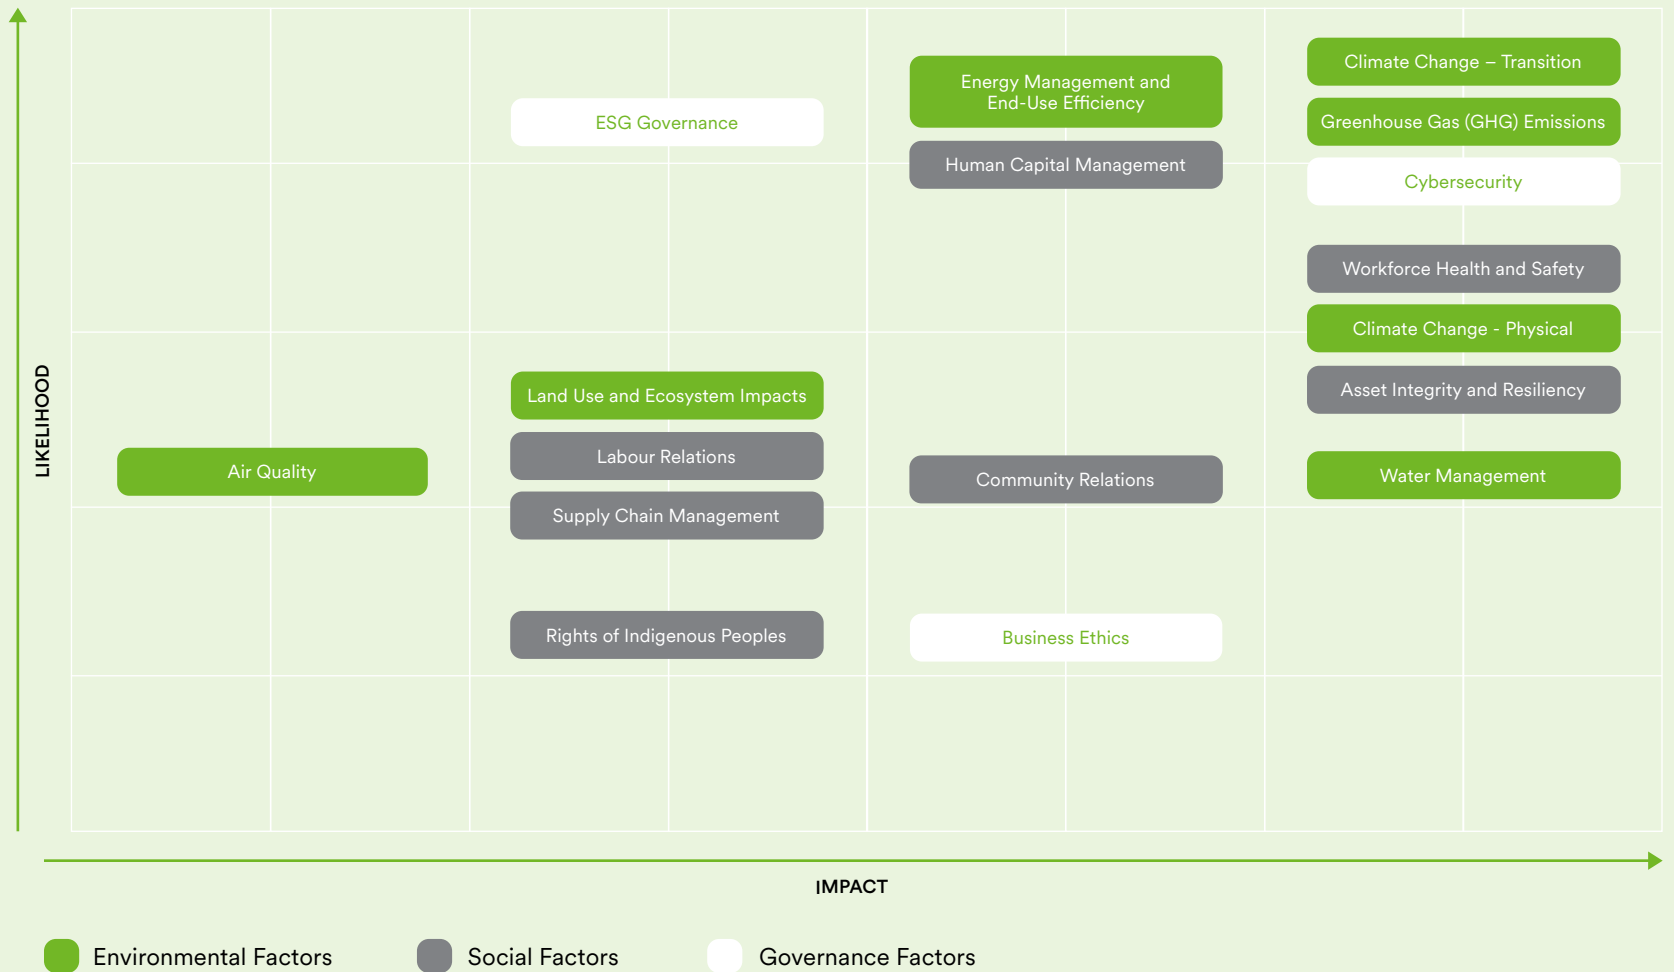 Climate Change – Transition
Energy Management and
End-Use Efficiency
ESG Governance
Greenhouse Gas (GHG) Emissions
Human Capital Management
Cybersecurity
Workforce Health and Safety
Climate Change - Physical
Asset Integrity and Resiliency
LIKELIHOOD
Land Use and Ecosystem Impacts
Labour Relations
Air Quality
Community Relations
Water Management
Supply Chain Management
Rights of Indigenous Peoples
Business Ethics
IMPACT
Environmental Factors
Social Factors
Governance Factors